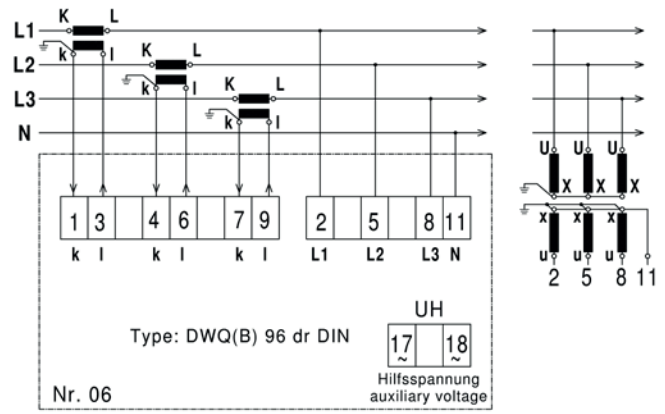 K L
L1
k l
K L
L2
k l
K L
L3
k l
N
U U U
X X X
x x x
u u u
2 5 8 11
1 3 4 6 7 9 2 5 8 11
k l k l k l L1 L2 L3 N
UH
17 ~ 18 ~
Type: DWQ(B) 96 dr DIN
Hilfsspannung
auxiliary voltage
Nr. 06